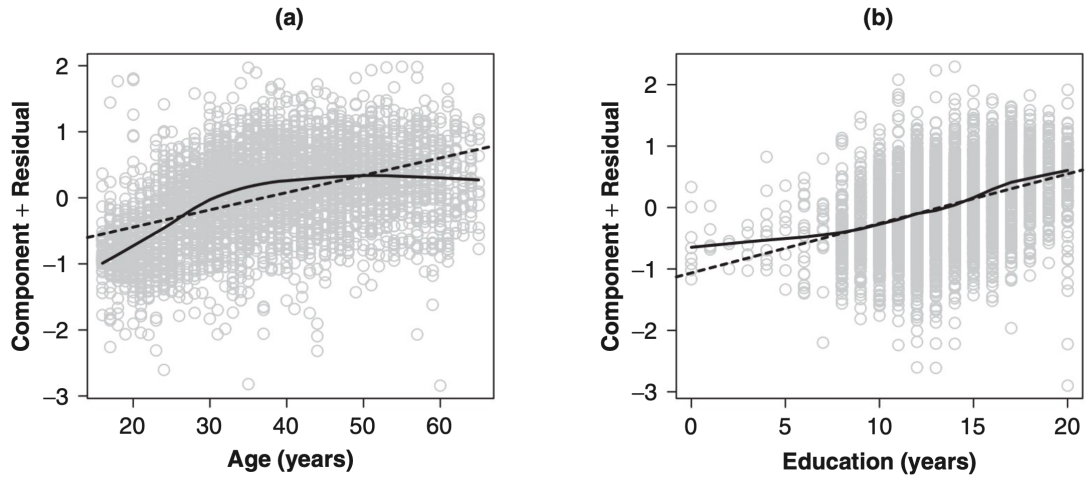 (a)
Component + Residual
2
1
0
−1
−2
−3
20 30 40 50 60
Age (years)
(b)
Component + Residual
2
1
0
−1
−2
−3
0 5 10 15 20
Education (years)